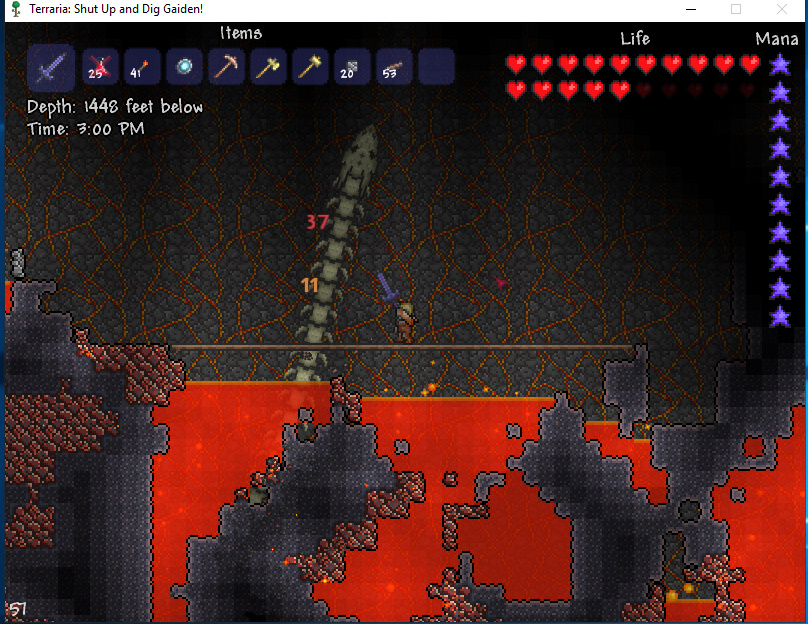 Terraria: Shut Up and Dig Gaiden!
Items
Life
Mana
25
41
20
53
Depth: 1448 feet below
Time: 3:00 PM
37
11
51